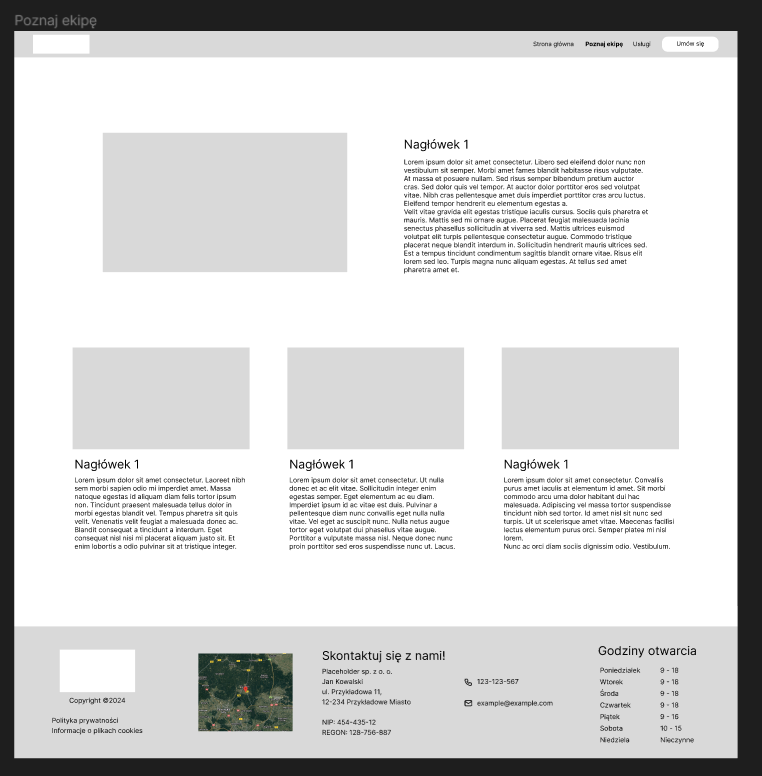 Poznaj ekipę
Strona główna
Poznaj ekipę
Usługi
Umów się
Nagłówek 1
Lorem ipsum dolor sit amet consectetur. Libero sed eleifend dolor nunc non
vestibulum sit semper. Morbi amet fames blandit habitasse risus vulputate.
At massa et posuere nullam. Sed risus semper bibendum pretium auctor
cras. Sed dolor quis vel tempor. At auctor dolor porttitor eros sed volutpat
vitae. Nibh cras pellentesque amet duis imperdiet porttitor cras arcu luctus.
Eleifend tempor hendrerit eu elementum egestas a.
Velit vitae gravida elit egestas tristique iaculis cursus. Sociis quis pharetra et
mauris. Mattis sed mi ornare augue. Placerat feugiat malesuada lacinia
senectus phasellus sollicitudin at viverra sed. Mattis ultrices euismod
volutpat elit turpis pellentesque consectetur augue. Commodo tristique
placerat neque blandit interdum in. Sollicitudin hendrerit mauris ultrices sed.
Est a tempus tincidunt condimentum sagittis blandit ornare vitae. Risus elit
lorem sed leo. Turpis magna nunc aliquam egestas. At tellus sed amet
pharetra amet et.
Nagłówek 1
Lorem ipsum dolor sit amet consectetur. Laoreet nibh
sem morbi sapien odio mi imperdiet amet. Massa
natoque egestas id aliquam diam felis tortor ipsum
non. Tincidunt praesent malesuada tellus dolor in
morbi egestas blandit vel. Tempus pharetra sit quis
velit. Venenatis velit feugiat a malesuada donec ac.
Blandit consequat a tincidunt a interdum. Eget
consequat nisl nisi mi placerat aliquam justo sit. Et
enim lobortis a odio pulvinar sit at tristique integer.
Nagłówek 1
Lorem ipsum dolor sit amet consectetur. Ut nulla
donec et ac elit vitae. Sollicitudin integer enim
egestas semper. Eget elementum ac eu diam.
Imperdiet ipsum id ac vitae est duis. Pulvinar a
pellentesque diam nunc convallis eget nulla nulla
vitae. Vel eget ac suscipit nunc. Nulla netus augue
tortor eget volutpat dui phasellus vitae augue.
Porttitor a vulputate massa nisl. Neque donec nunc
proin porttitor sed eros suspendisse nunc ut. Lacus.
Nagłówek 1
Lorem ipsum dolor sit amet consectetur. Convallis
purus amet iaculis at elementum id amet. Sit morbi
commodo arcu urna dolor habitant dui hac
malesuada. Adipiscing vel massa tortor suspendisse
tincidunt nibh sed tortor. Id amet nisl sit nunc sed
turpis. Ut ut scelerisque amet vitae. Maecenas facilisi
lectus elementum purus orci. Semper platea mi nisl
lorem.
Nunc ac orci diam sociis dignissim odio. Vestibulum.
Copyright @2024
Polityka prywatności
Informacje o plikach cookies
Skontaktuj się z nami!
Placeholder sp. z o. o.
Jan Kowalski
ul. Przykładowa 11,
12-234 Przykładowe Miasto
NIP: 454-435-12
REGON: 128-756-887
123-123-567
example@example.com
Godziny otwarcia
Poniedziałek 9 - 18
Wtorek 9 - 18
Środa 9 - 18
Czwartek 9 - 18
Piątek 9 - 16
Sobota 10 - 15
Niedziela Nieczynne